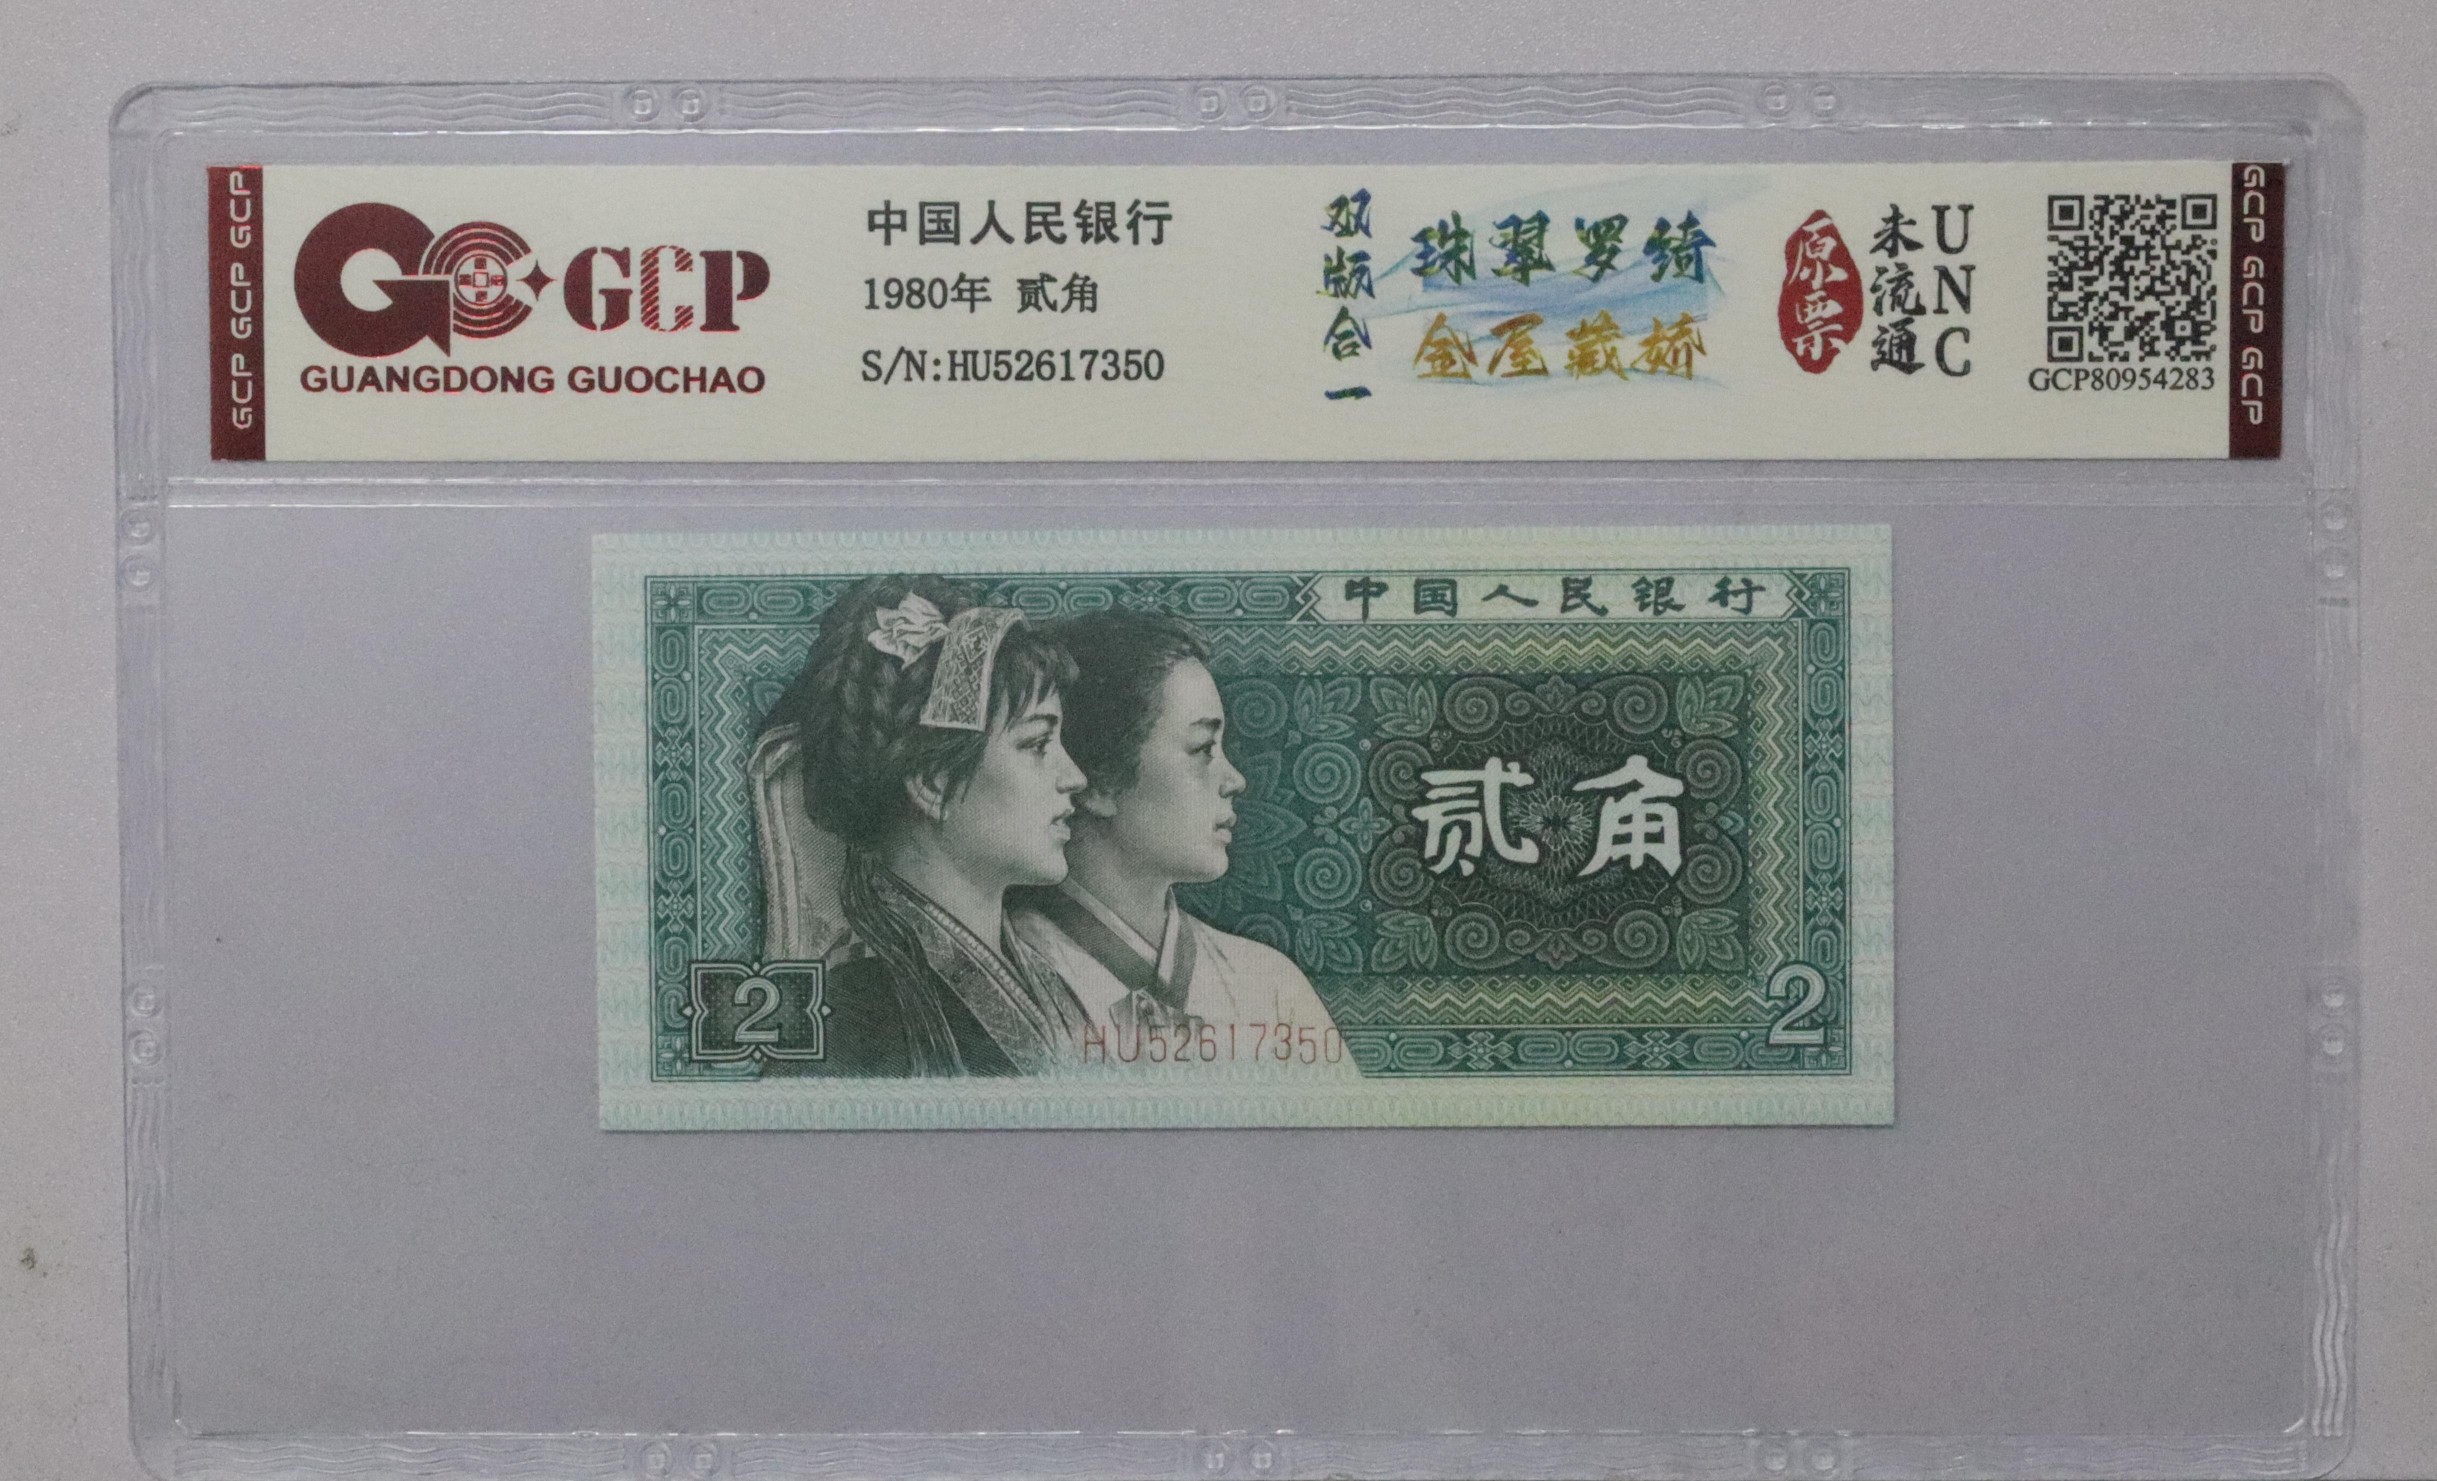 GCP GCP GCP
GCP
GUANGDONG GUOCHAO
中国人民银行
1980年 贰角
S/N:HU52617350
双版合一
珠翠罗绮
金屋藏娇
原票
未流通
UNC
GCP80954283
GCP GCP GCP
中国人民银行
贰角
2
2
HU52617350